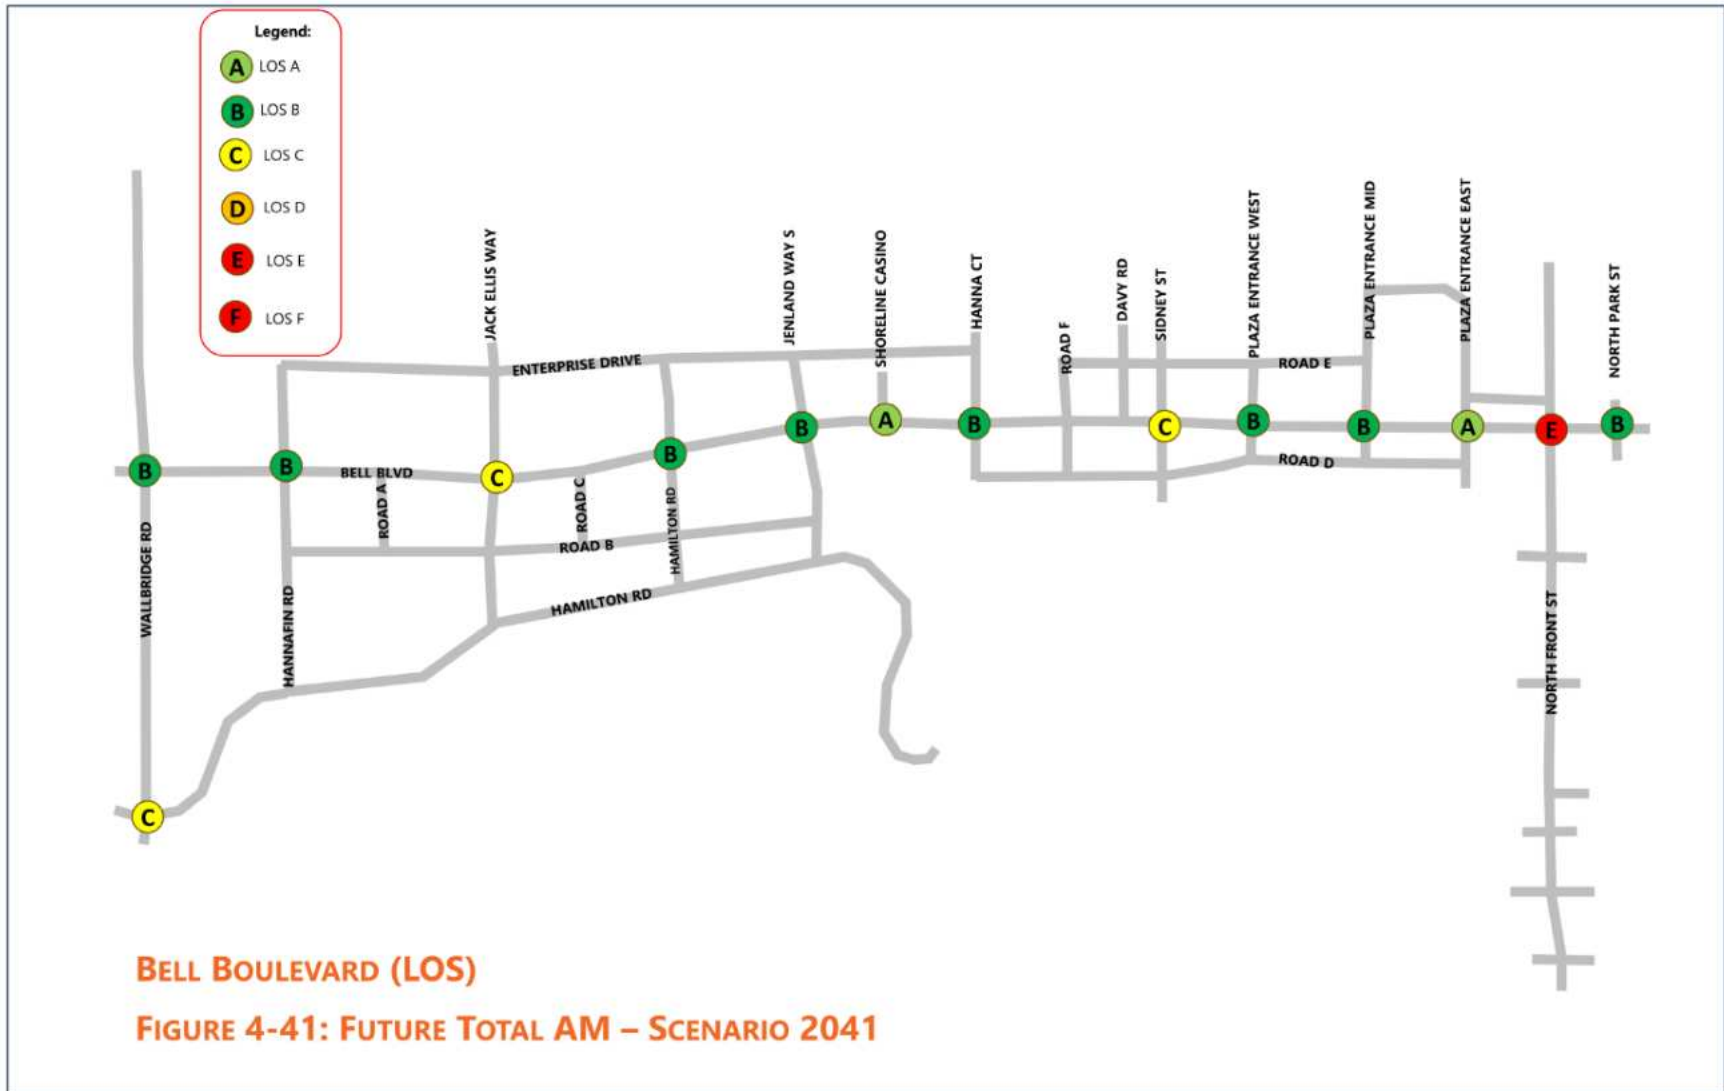 Legend:
A LOS A
B LOS B
C LOS C
D LOS D
E LOS E
F LOS F
JACK ELLIS WAY
JENLAND WAY S
SHORELINE CASINO
HANNA CT
ROAD F
DAVY RD
SIDNEY ST
PLAZA ENTRANCE WEST
PLAZA ENTRANCE MID
PLAZA ENTRANCE EAST
NORTH PARK ST
ENTERPRISE DRIVE
ROAD E
B
B
C
B
B
A
B
C
B
B
A
E
B
BELL BLVD
ROAD D
ROAD A
ROAD C
HAMILTON RD
WALLBRIDGE RD
ROAD B
HANNAFIN RD
HAMILTON RD
NORTH FRONT ST
C
BELL BOULEVARD (LOS)
FIGURE 4-41: FUTURE TOTAL AM – SCENARIO 2041